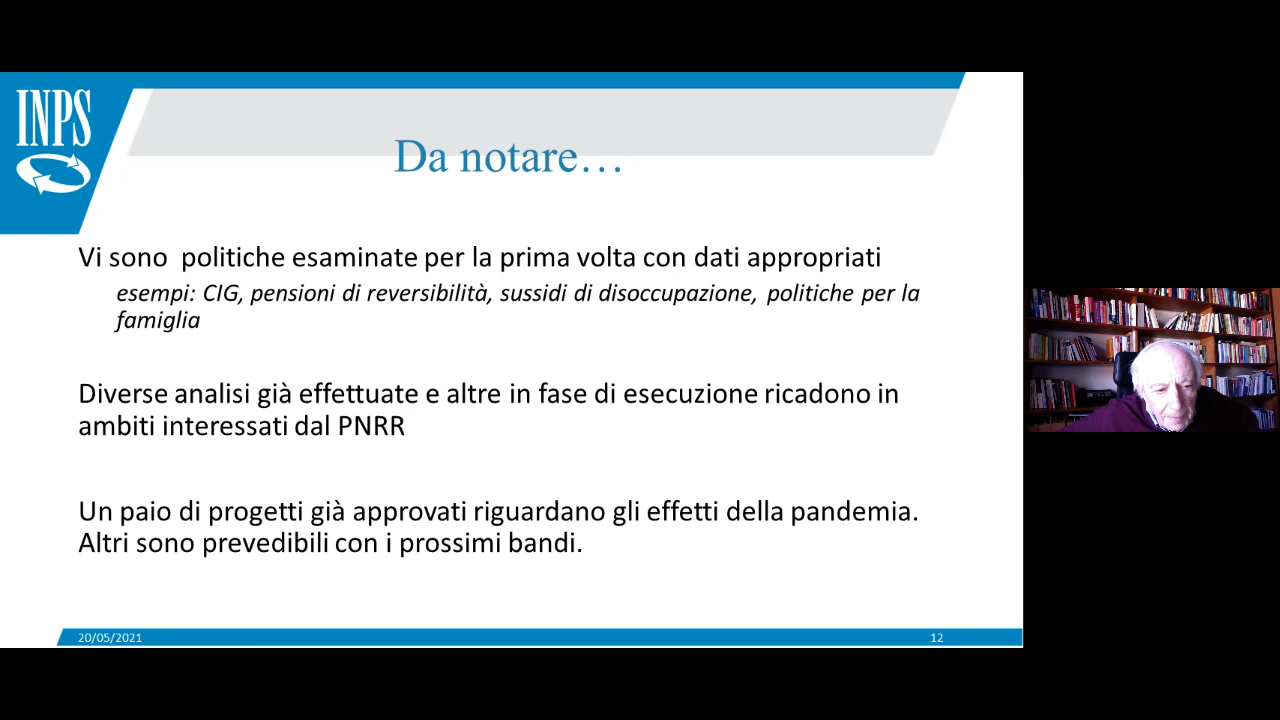 INPS
Da notare...
Vi sono politiche esaminate per la prima volta con dati appropriati
esempi: CIG, pensioni di reversibilità, sussidi di disoccupazione, politiche per la
famiglia
Diverse analisi già effettuate e altre in fase di esecuzione ricadono in
ambiti interessati dal PNRR
Un paio di progetti già approvati riguardano gli effetti della pandemia.
Altri sono prevedibili con i prossimi bandi.
20/05/2021
12